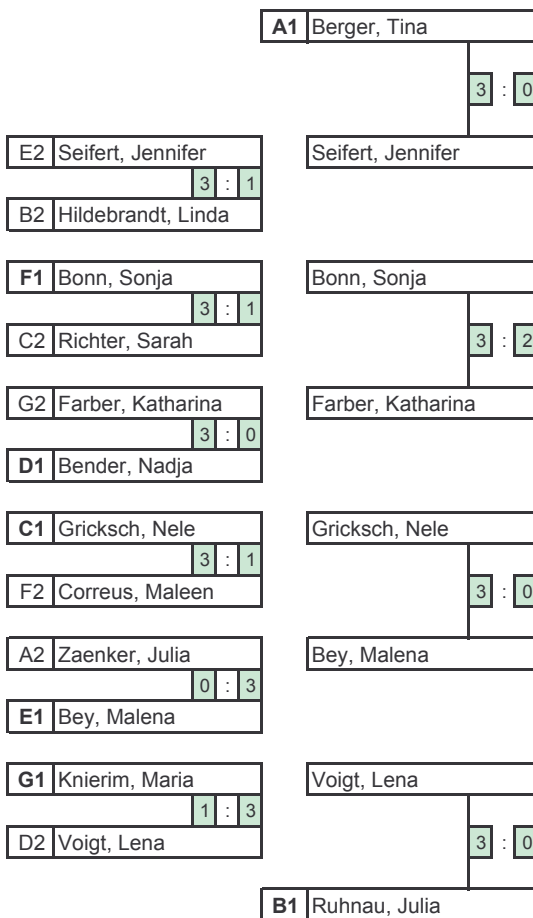 A1 Berger, Tina
3 : 0
E2 Seifert, Jennifer Seifert, Jennifer
3 : 1
B2 Hildebrandt, Linda
F1 Bonn, Sonja Bonn, Sonja
3 : 1
C2 Richter, Sarah 3 : 2
G2 Farber, Katharina Farber, Katharina
3 : 0
D1 Bender, Nadja
C1 Gricksch, Nele Gricksch, Nele
3 : 1
F2 Correus, Maleen 3 : 0
A2 Zaenker, Julia Bey, Malena
0 : 3
E1 Bey, Malena
G1 Knierim, Maria Voigt, Lena
1 : 3
D2 Voigt, Lena 3 : 0
B1 Ruhnau, Julia